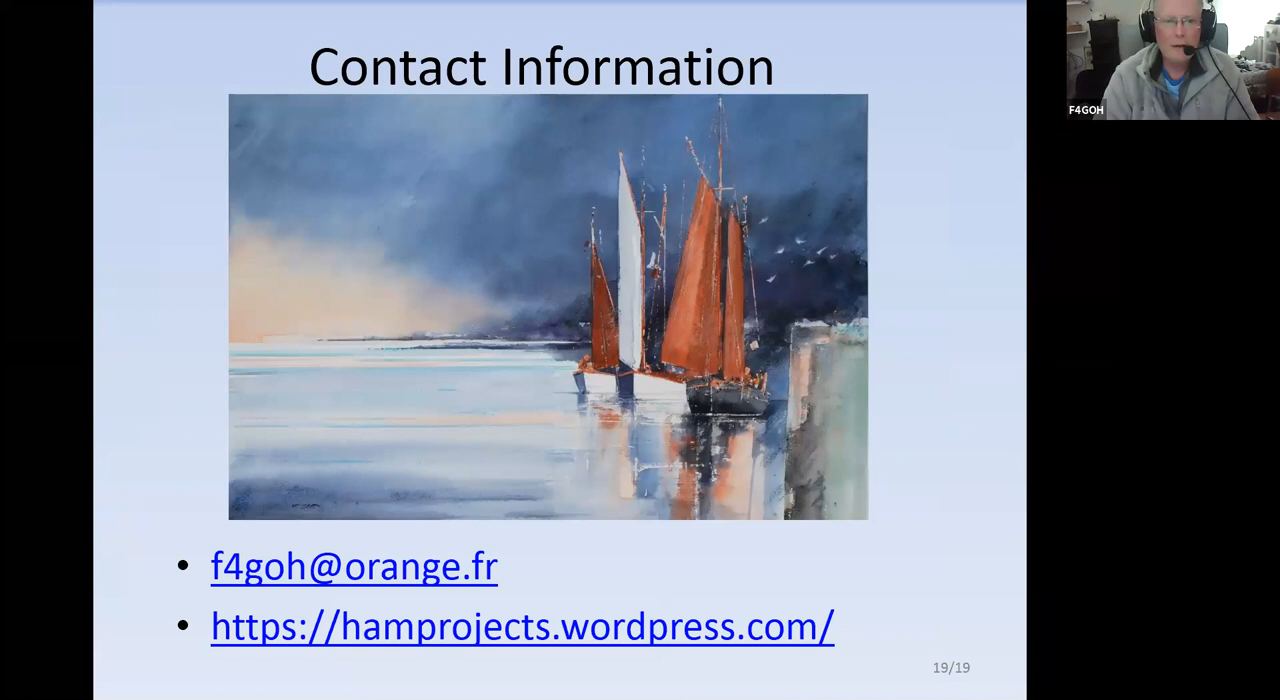 Contact Information
F4GOH
f4goh@orange.fr
https://hamprojects.wordpress.com/
19/19